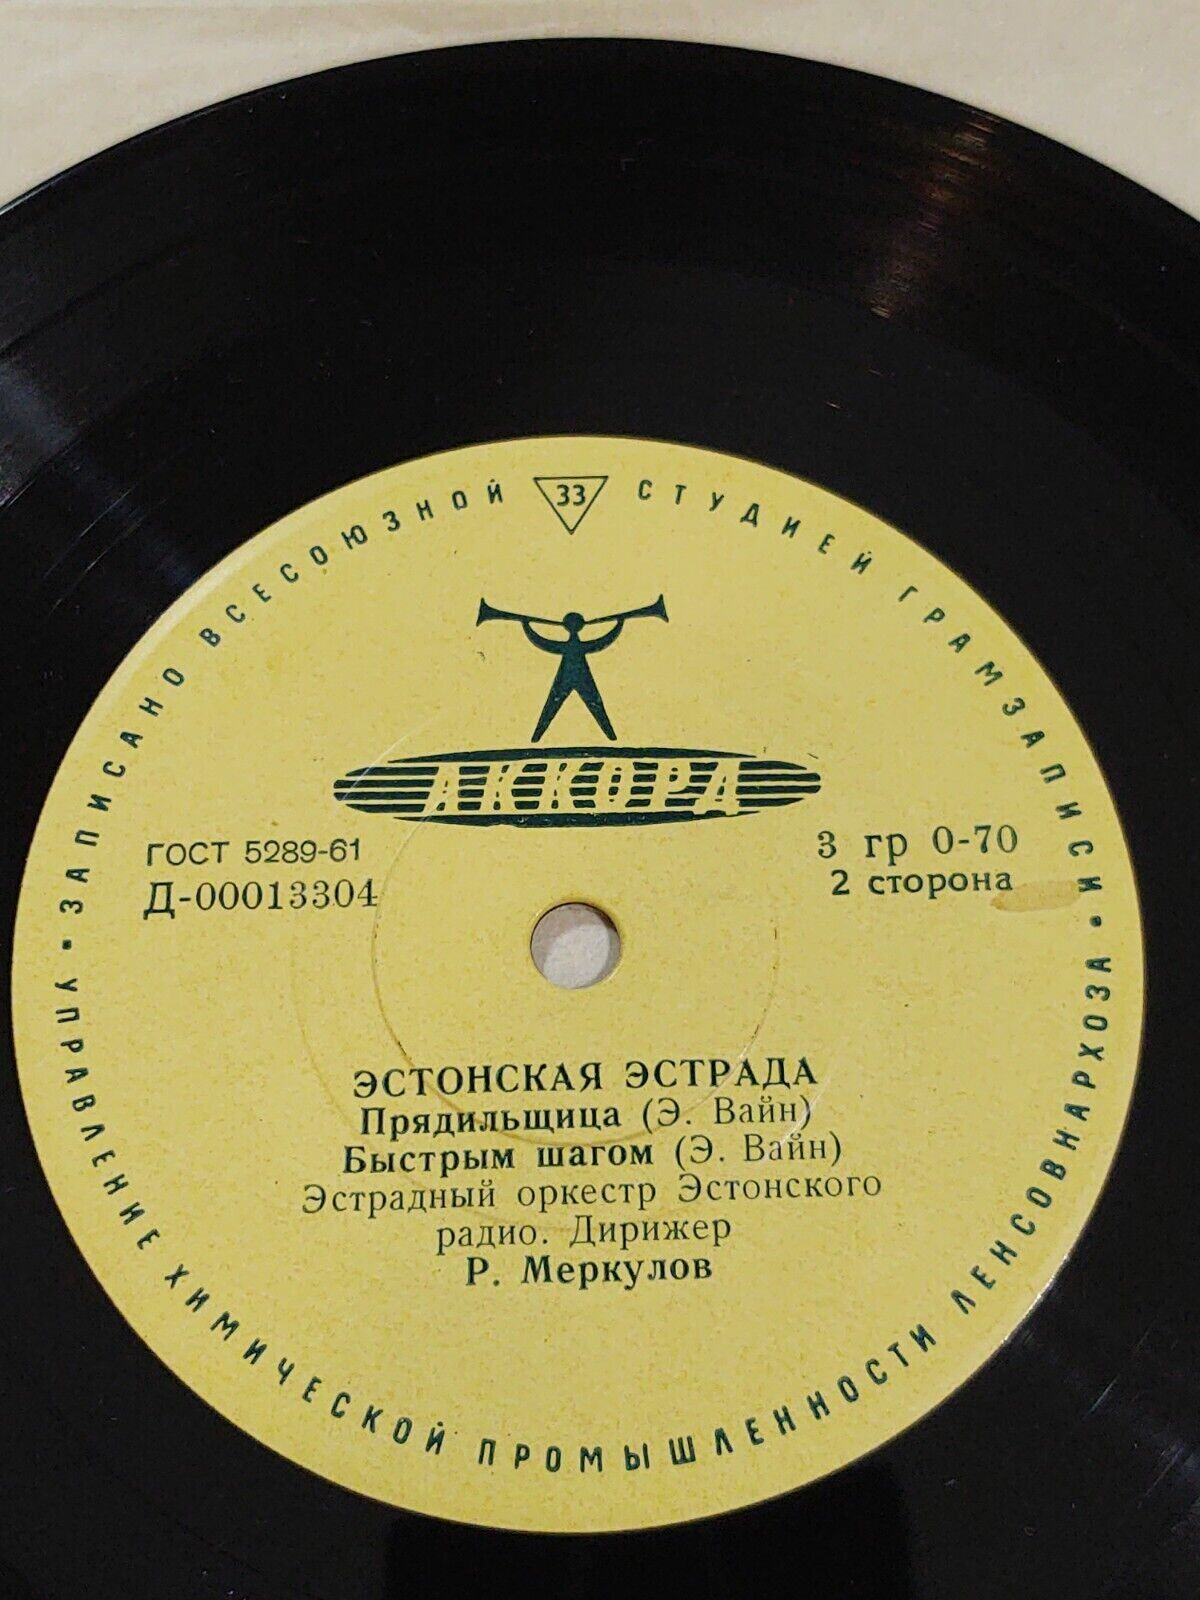 ЗАПИСАНО ВСЕСОЮЗНОЙ СТУДИЕЙ ГРАМЗАПИСИ
33
АККОРД
ГОСТ 5289-61
Д-00013304
3 гр 0-70
2 сторона
ЭСТОНСКАЯ ЭСТРАДА
Прядильщица (Э. Вайн)
Быстрым шагом (Э. Вайн)
Эстрадный оркестр Эстонского
радио. Дирижер
Р. Меркулов
• УПРАВЛЕНИЕ ХИМИЧЕСКОЙ ПРОМЫШЛЕННОСТИ ЛЕНСОВНАРХОЗА •